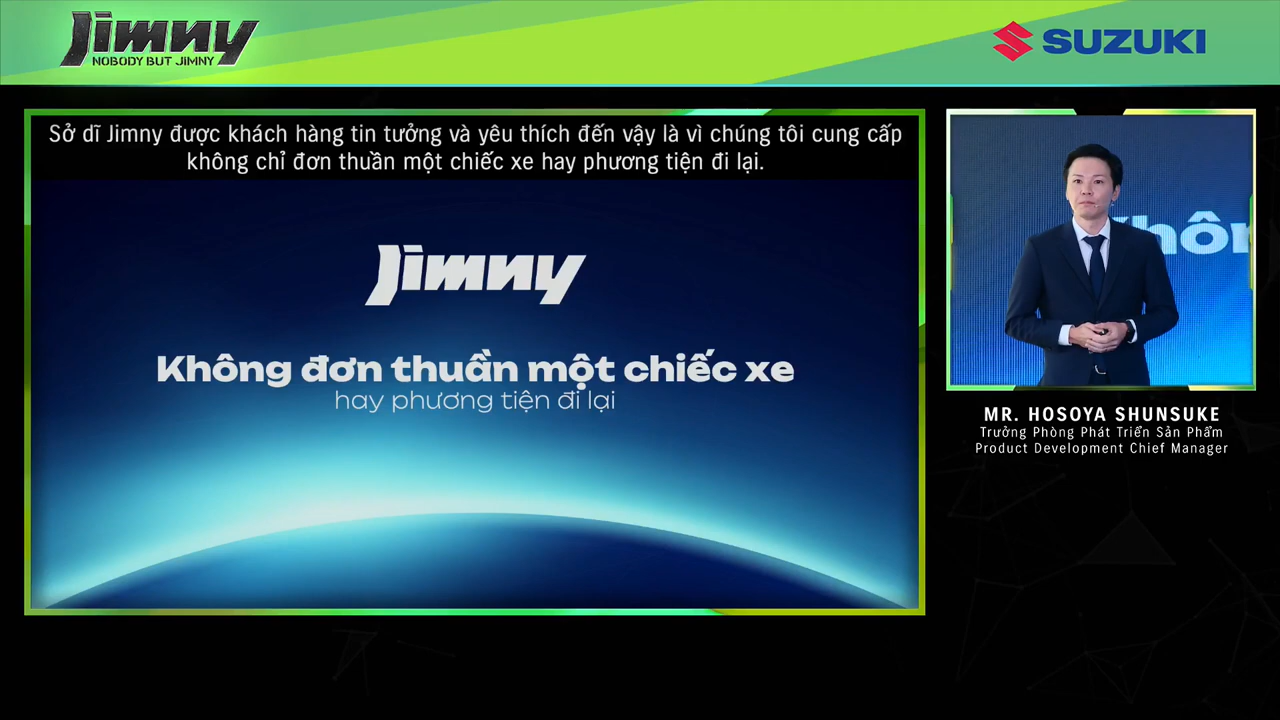 Jimny
NOBODY BUT JIMNY
SUZUKI
Sở dĩ Jimny được khách hàng tin tưởng và yêu thích đến vậy là vì chúng tôi cung cấp
không chỉ đơn thuần một chiếc xe hay phương tiện đi lại.
Jimny
Không đơn thuần một chiếc xe
hay phương tiện đi lại
Khôn
MR. HOSOYA SHUNSUKE
Trưởng Phòng Phát Triển Sản Phẩm
Product Development Chief Manager